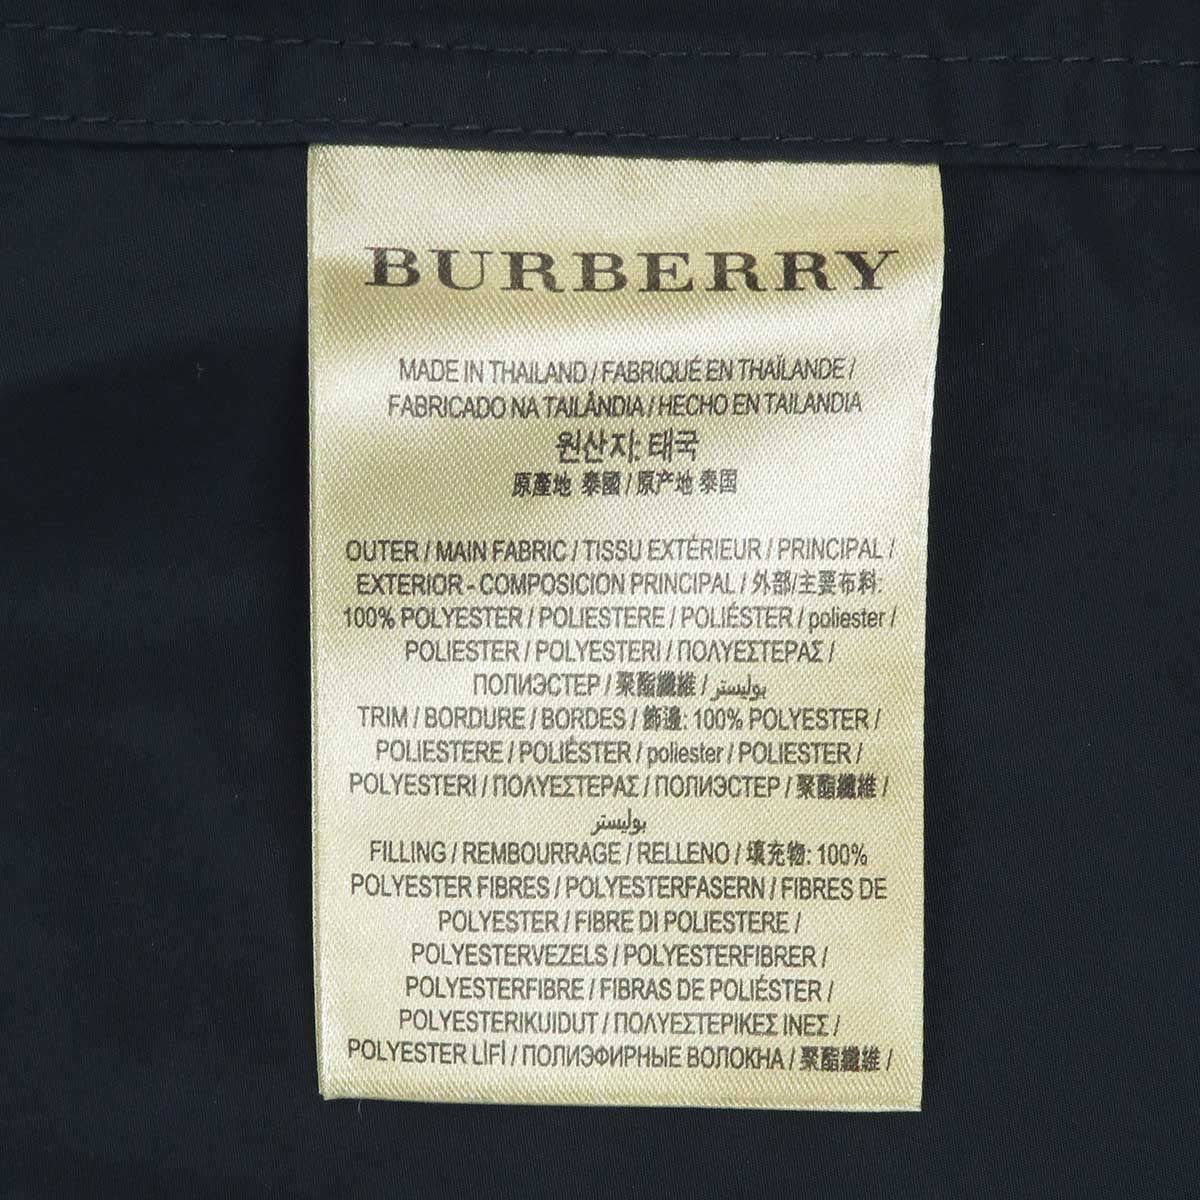 BURBERRY
MADE IN THAILAND / FABRIQUÉ EN THAÏLANDE /
FABRICADO NA TAILÂNDIA / HECHO EN TAILANDIA
원산지: 태국
原產地 泰國 / 原产地 泰国
OUTER / MAIN FABRIC / TISSU EXTÉRIEUR / PRINCIPAL /
EXTERIOR - COMPOSICION PRINCIPAL / 外部/主要布料.
100% POLYESTER / POLIESTERE / POLIÉSTER / poliester /
POLIESTER / POLYESTERI / ΠΟΛΥΕΣΤΕΡΑΣ /
ПОЛИЭСТЕР / 聚酯纖維 / بوليستر
TRIM / BORDURE / BORDES / 飾邊: 100% POLYESTER /
POLIESTERE / POLIÉSTER / poliester / POLIESTER /
POLYESTERI / ΠΟΛΥΕΣΤΕΡΑΣ / ПОЛИЭСТЕР / 聚酯纖維 /
بوليستر
FILLING / REMBOURRAGE / RELLENO / 填充物: 100%
POLYESTER FIBRES / POLYESTERFASERN / FIBRES DE
POLYESTER / FIBRE DI POLIESTERE /
POLYESTERVEZELS / POLYESTERFIBRER /
POLYESTERFIBRE / FIBRAS DE POLIÉSTER /
POLYESTERIKUIDUT / ΠΟΛΥΕΣΤΕΡΙΚΕΣ ΙΝΕΣ /
POLYESTER LİFİ / ПОЛИЭФИРНЫЕ ВОЛОКНА / 聚酯纖維 /